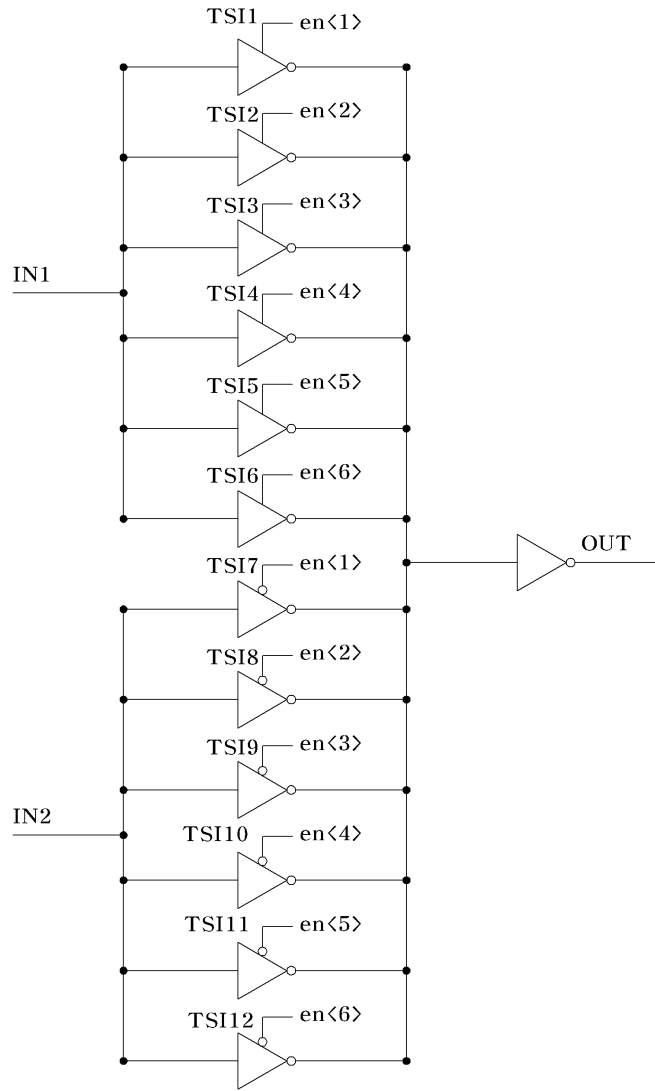 TSI1 en<1>
TSI2 en<2>
TSI3 en<3>
IN1
TSI4 en<4>
TSI5 en<5>
TSI6 en<6>
OUT
TSI7 en<1>
TSI8 en<2>
TSI9 en<3>
IN2
TSI10 en<4>
TSI11 en<5>
TSI12 en<6>